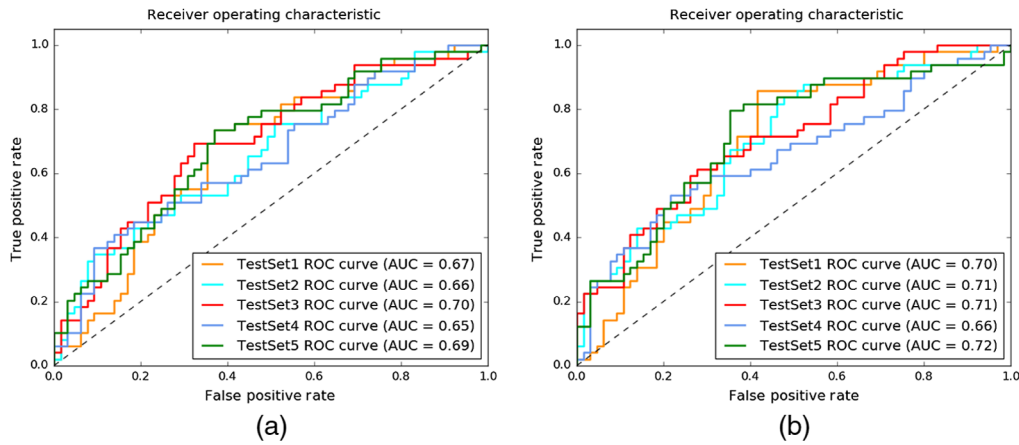 Receiver operating characteristic
1.0
0.8
0.6
0.4
0.2
0.0
True positive rate
TestSet1 ROC curve (AUC = 0.67)
TestSet2 ROC curve (AUC = 0.66)
TestSet3 ROC curve (AUC = 0.70)
TestSet4 ROC curve (AUC = 0.65)
TestSet5 ROC curve (AUC = 0.69)
0.0 0.2 0.4 0.6 0.8 1.0
False positive rate
(a)
Receiver operating characteristic
1.0
0.8
0.6
0.4
0.2
0.0
True positive rate
TestSet1 ROC curve (AUC = 0.70)
TestSet2 ROC curve (AUC = 0.71)
TestSet3 ROC curve (AUC = 0.71)
TestSet4 ROC curve (AUC = 0.66)
TestSet5 ROC curve (AUC = 0.72)
0.0 0.2 0.4 0.6 0.8 1.0
False positive rate
(b)